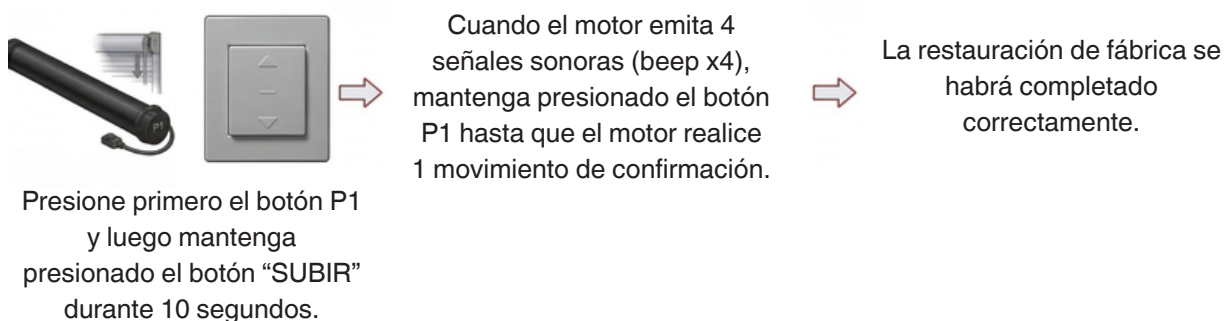 P1
Presione primero el botón P1
y luego mantenga
presionado el botón “SUBIR”
durante 10 segundos.
Cuando el motor emita 4
señales sonoras (beep x4),
mantenga presionado el botón
P1 hasta que el motor realice
1 movimiento de confirmación.
La restauración de fábrica se
habrá completado
correctamente.